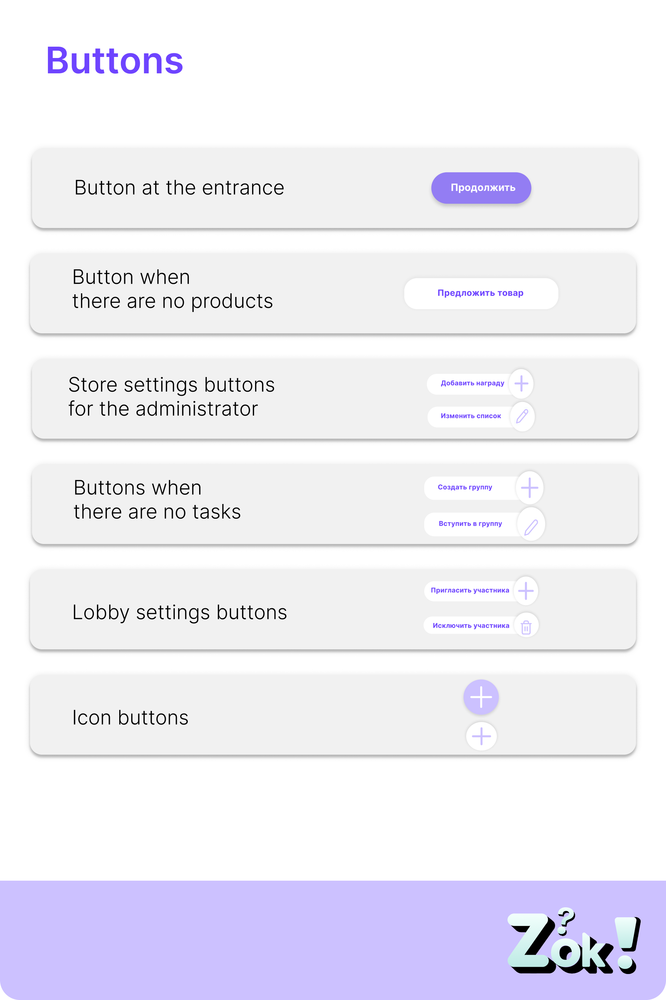 Buttons
Button at the entrance
Продолжить
Button when
there are no products
Предложить товар
Store settings buttons
for the administrator
Добавить награду
Изменить список
Buttons when
there are no tasks
Создать группу
Вступить в группу
Lobby settings buttons
Пригласить участника
Исключить участника
Icon buttons
Zok?!